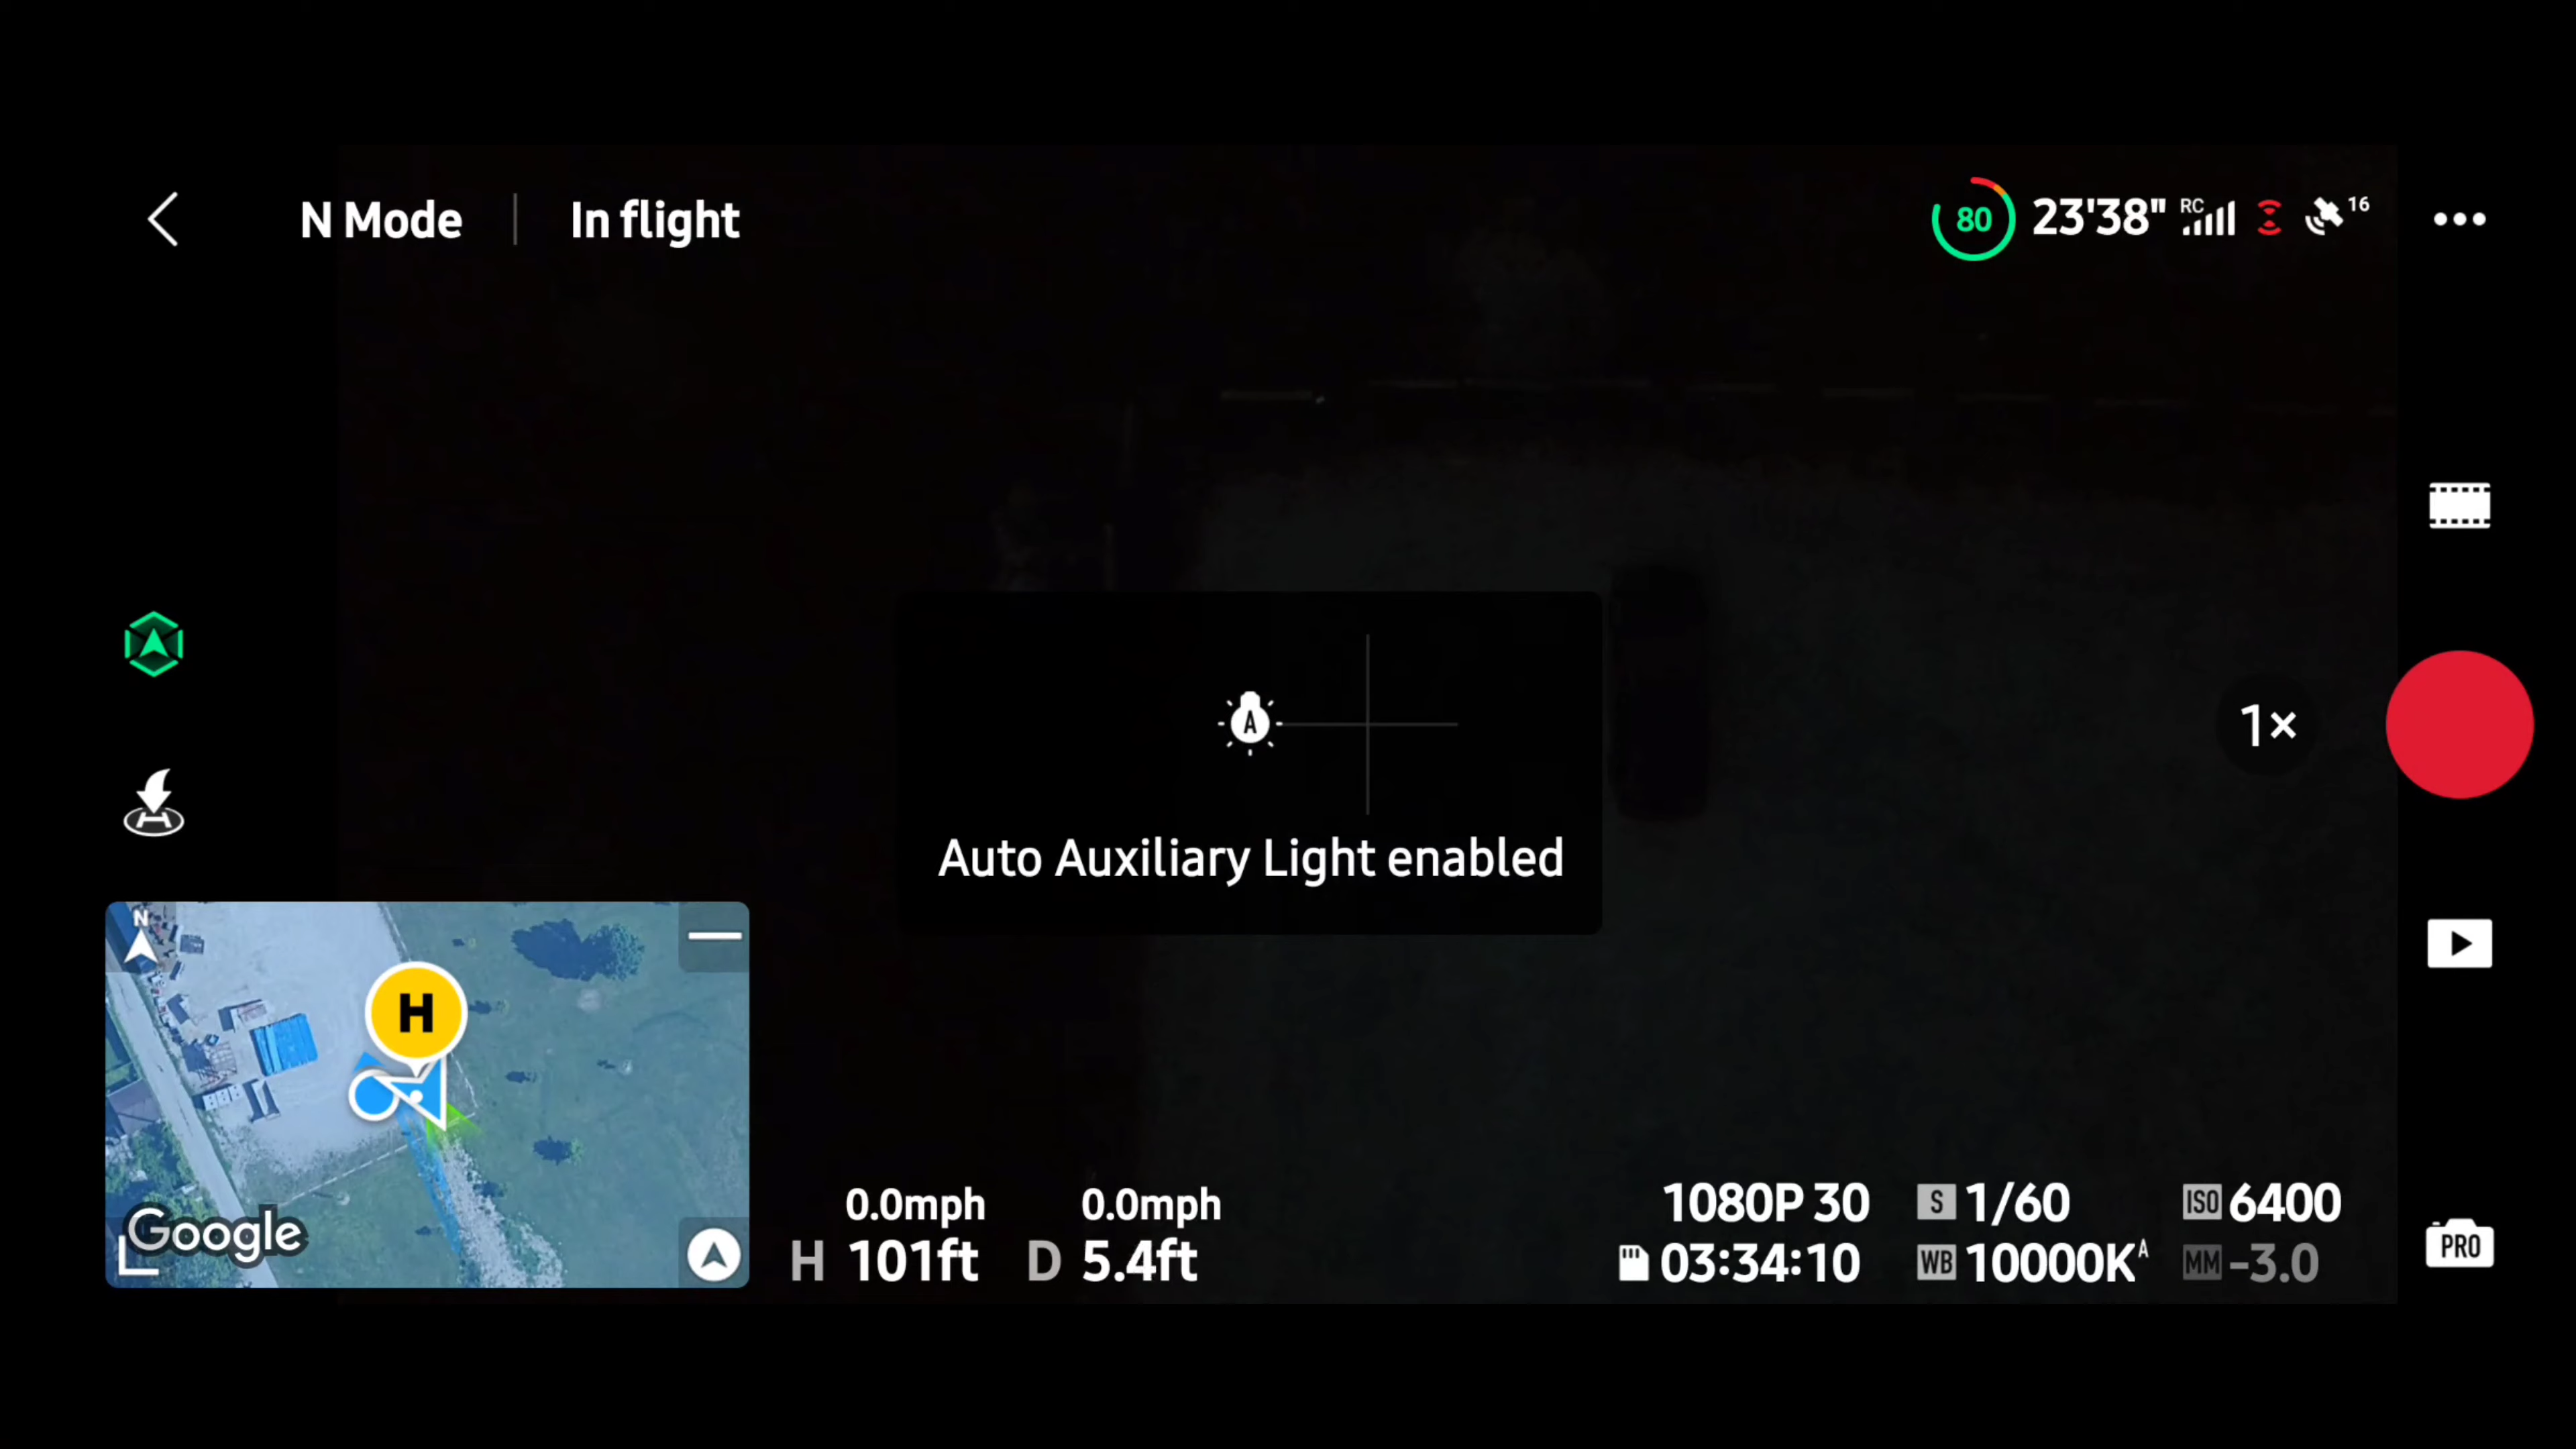 N Mode
In flight
80
23'38"
RC
16
A
1×
Auto Auxiliary Light enabled
N
H
Google
0.0mph
0.0mph
H 101ft
D 5.4ft
1080P 30
S 1/60
ISO 6400
03:34:10
WB 10000K A
MM -3.0
PRO